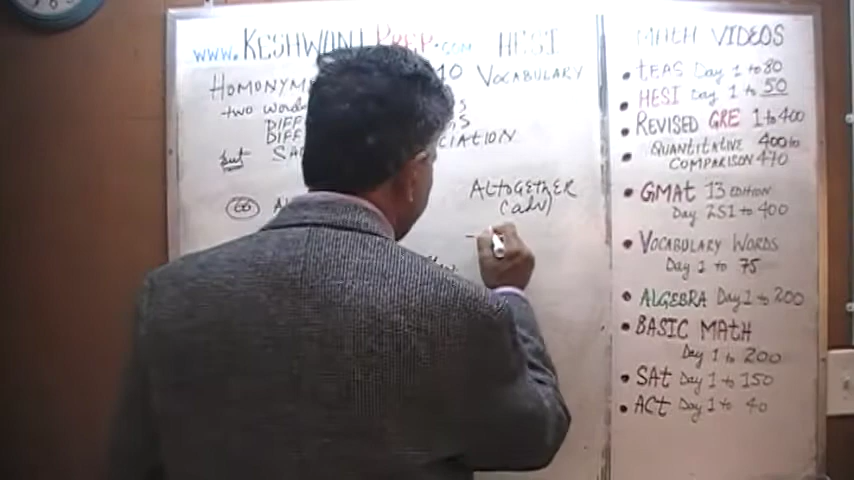 www.KESHWANI PREP.com HESI
HOMONYM 10 VOCABULARY
two words
DIFF
DIFF CIATION
but SA
66 A ALTOGETHER
(adv)
MATH VIDEOS
• TEAS Day 1 to 80
• HESI Day 1 to 50
• REVISED GRE 1 to 400
• QUANTITATIVE 400 to
COMPARISON 470
• GMAT 13 EDITION
Day 251 to 400
• VOCABULARY WORDS
Day 1 to 75
• ALGEBRA Day 1 to 200
• BASIC MATH
Day 1 to 200
• SAT Day 1 to 150
• ACT Day 1 to 40